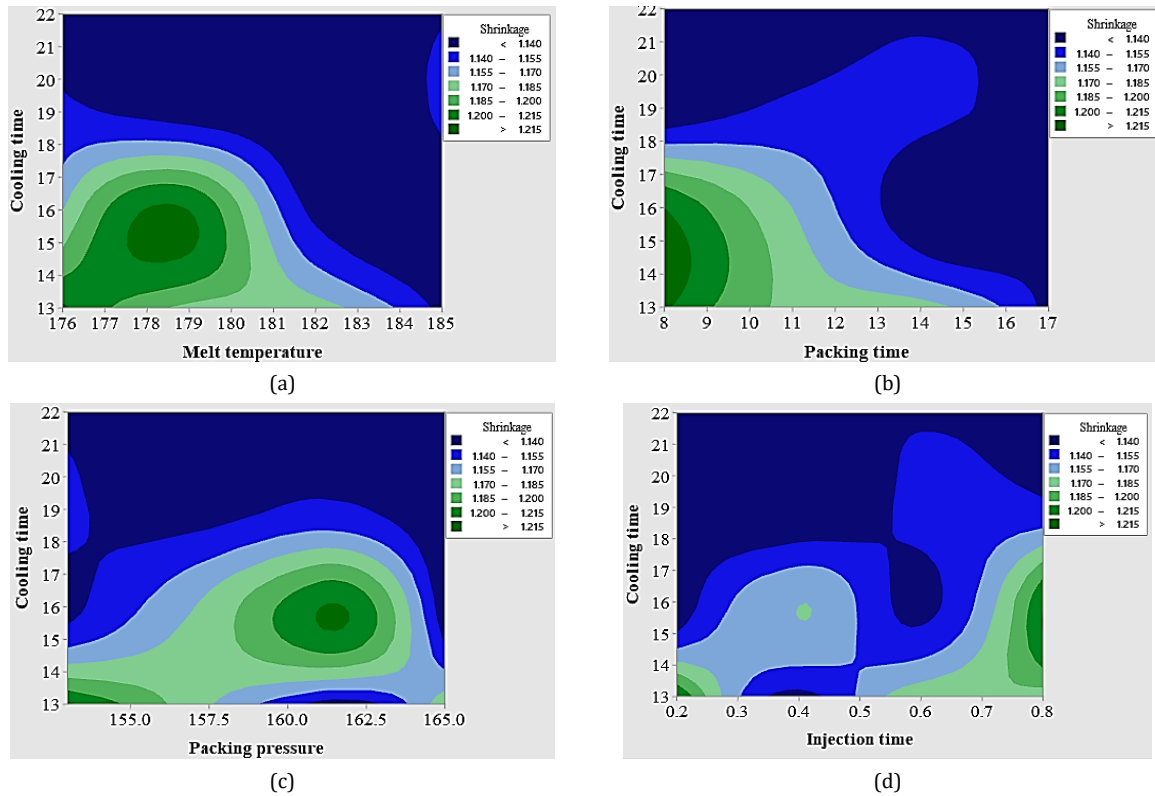 Shrinkage
< 1.140
1.140 – 1.155
1.155 – 1.170
1.170 – 1.185
1.185 – 1.200
1.200 – 1.215
> 1.215
22
21
20
19
18
17
16
15
14
13
Cooling time
176 177 178 179 180 181 182 183 184 185
Melt temperature
(a)
Shrinkage
< 1.140
1.140 – 1.155
1.155 – 1.170
1.170 – 1.185
1.185 – 1.200
1.200 – 1.215
> 1.215
22
21
20
19
18
17
16
15
14
13
Cooling time
8 9 10 11 12 13 14 15 16 17
Packing time
(b)
Shrinkage
< 1.140
1.140 – 1.155
1.155 – 1.170
1.170 – 1.185
1.185 – 1.200
1.200 – 1.215
> 1.215
22
21
20
19
18
17
16
15
14
13
Cooling time
155.0 157.5 160.0 162.5 165.0
Packing pressure
(c)
Shrinkage
< 1.140
1.140 – 1.155
1.155 – 1.170
1.170 – 1.185
1.185 – 1.200
1.200 – 1.215
> 1.215
22
21
20
19
18
17
16
15
14
13
Cooling time
0.2 0.3 0.4 0.5 0.6 0.7 0.8
Injection time
(d)